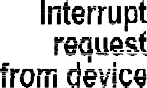 Interrupt
request
from device